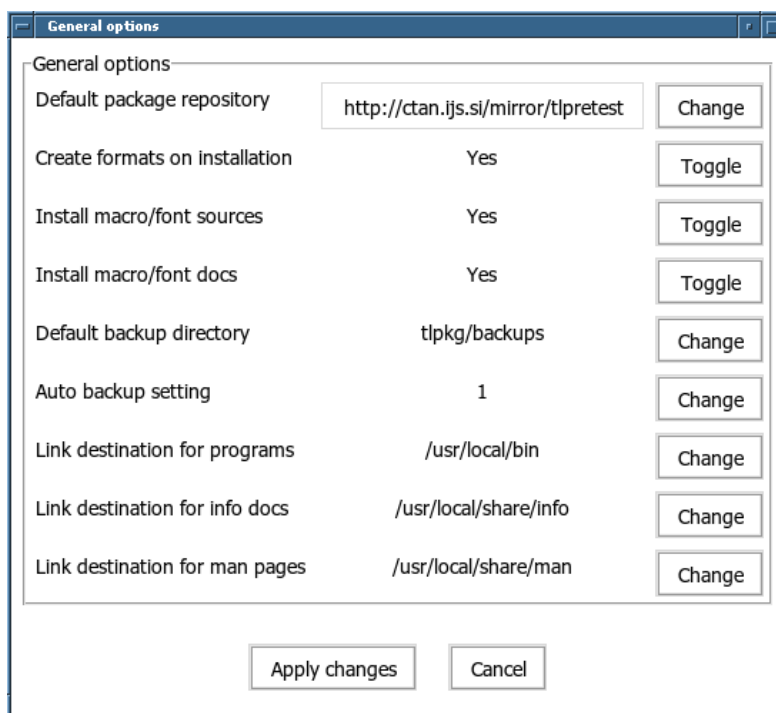 General options
General options
Default package repository http://ctan.ijs.si/mirror/tlpretest Change
Create formats on installation Yes Toggle
Install macro/font sources Yes Toggle
Install macro/font docs Yes Toggle
Default backup directory tlpkg/backups Change
Auto backup setting 1 Change
Link destination for programs /usr/local/bin Change
Link destination for info docs /usr/local/share/info Change
Link destination for man pages /usr/local/share/man Change
Apply changes Cancel